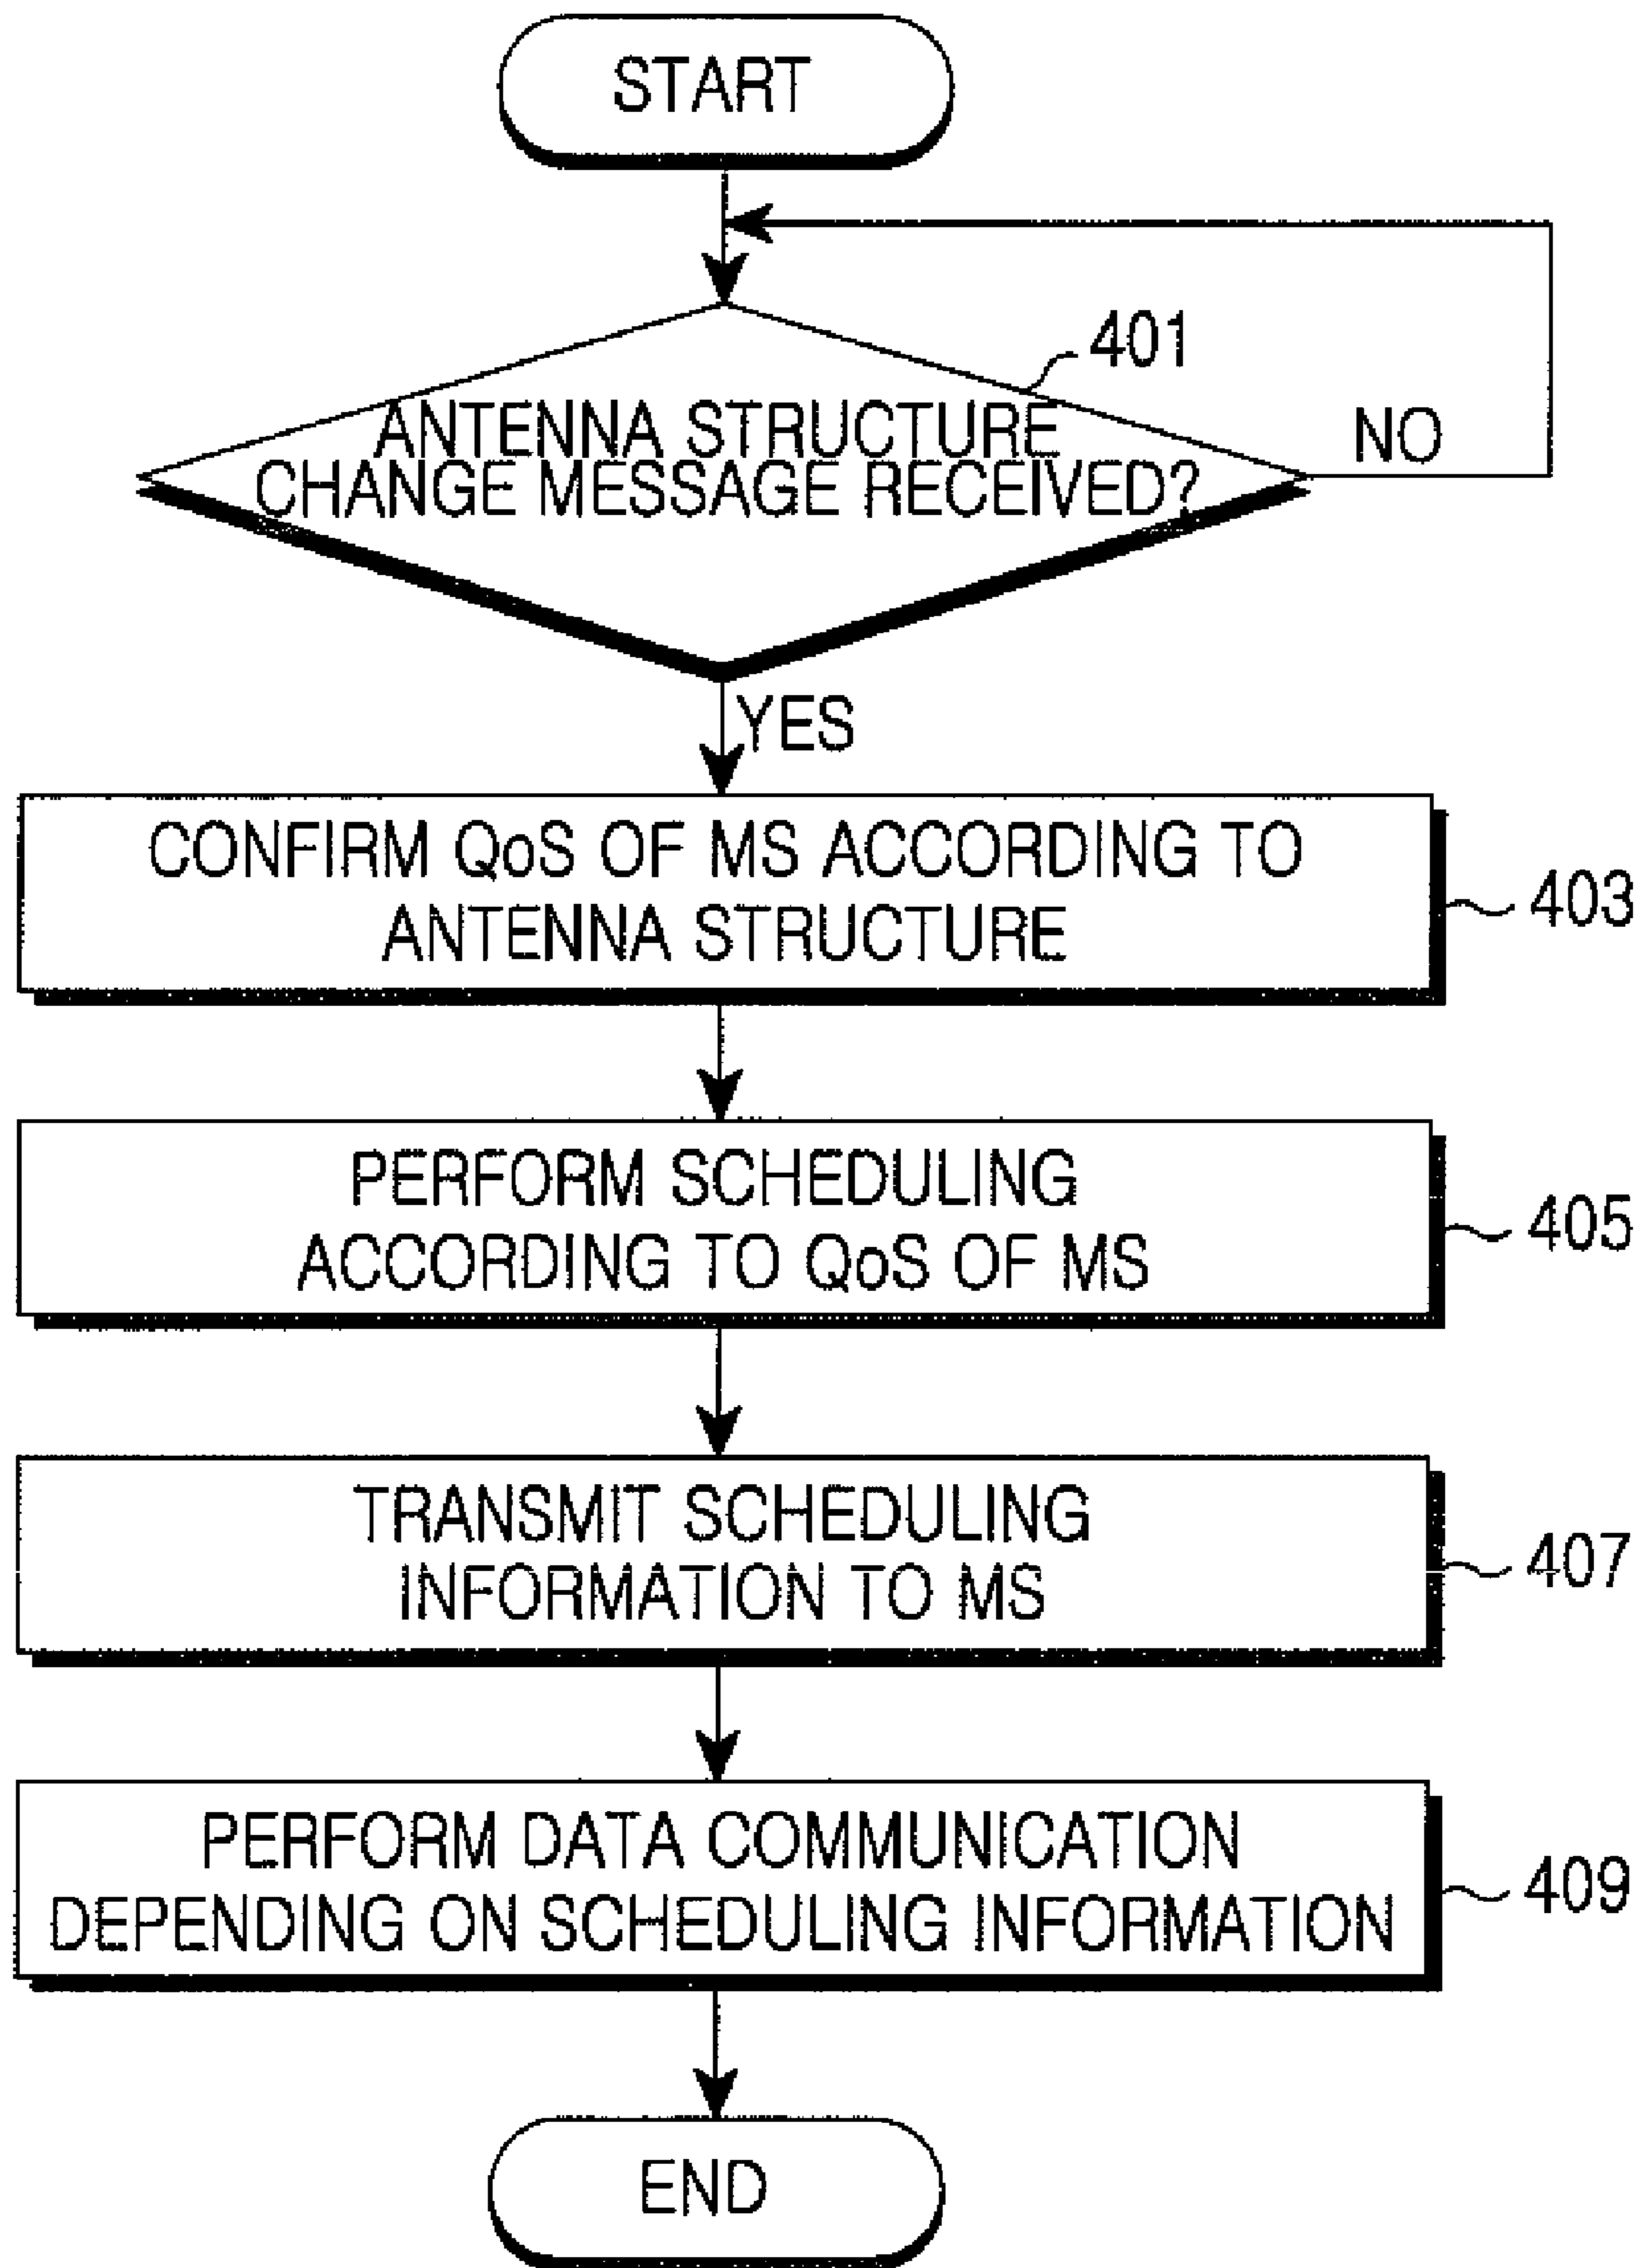 START
401
ANTENNA STRUCTURE
CHANGE MESSAGE RECEIVED?
NO
YES
CONFIRM QoS OF MS ACCORDING TO
ANTENNA STRUCTURE
403
PERFORM SCHEDULING
ACCORDING TO QoS OF MS
405
TRANSMIT SCHEDULING
INFORMATION TO MS
407
PERFORM DATA COMMUNICATION
DEPENDING ON SCHEDULING INFORMATION
409
END